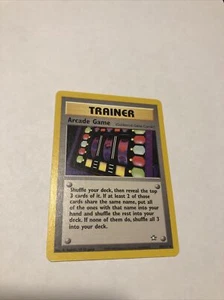 TRAINER
Arcade Game
Shuffle your deck, then reveal the top
3 cards of it. If at least 2 of these
cards share the same name, put all
of the ones with that name into your
hand and shuffle the rest into your
deck. If none of them do, shuffle all 3
into your deck.